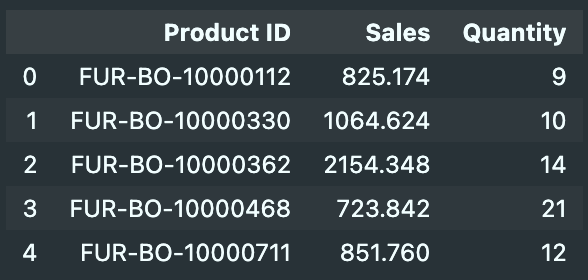 Product ID Sales Quantity
0 FUR-BO-10000112 825.174 9
1 FUR-BO-10000330 1064.624 10
2 FUR-BO-10000362 2154.348 14
3 FUR-BO-10000468 723.842 21
4 FUR-BO-10000711 851.760 12